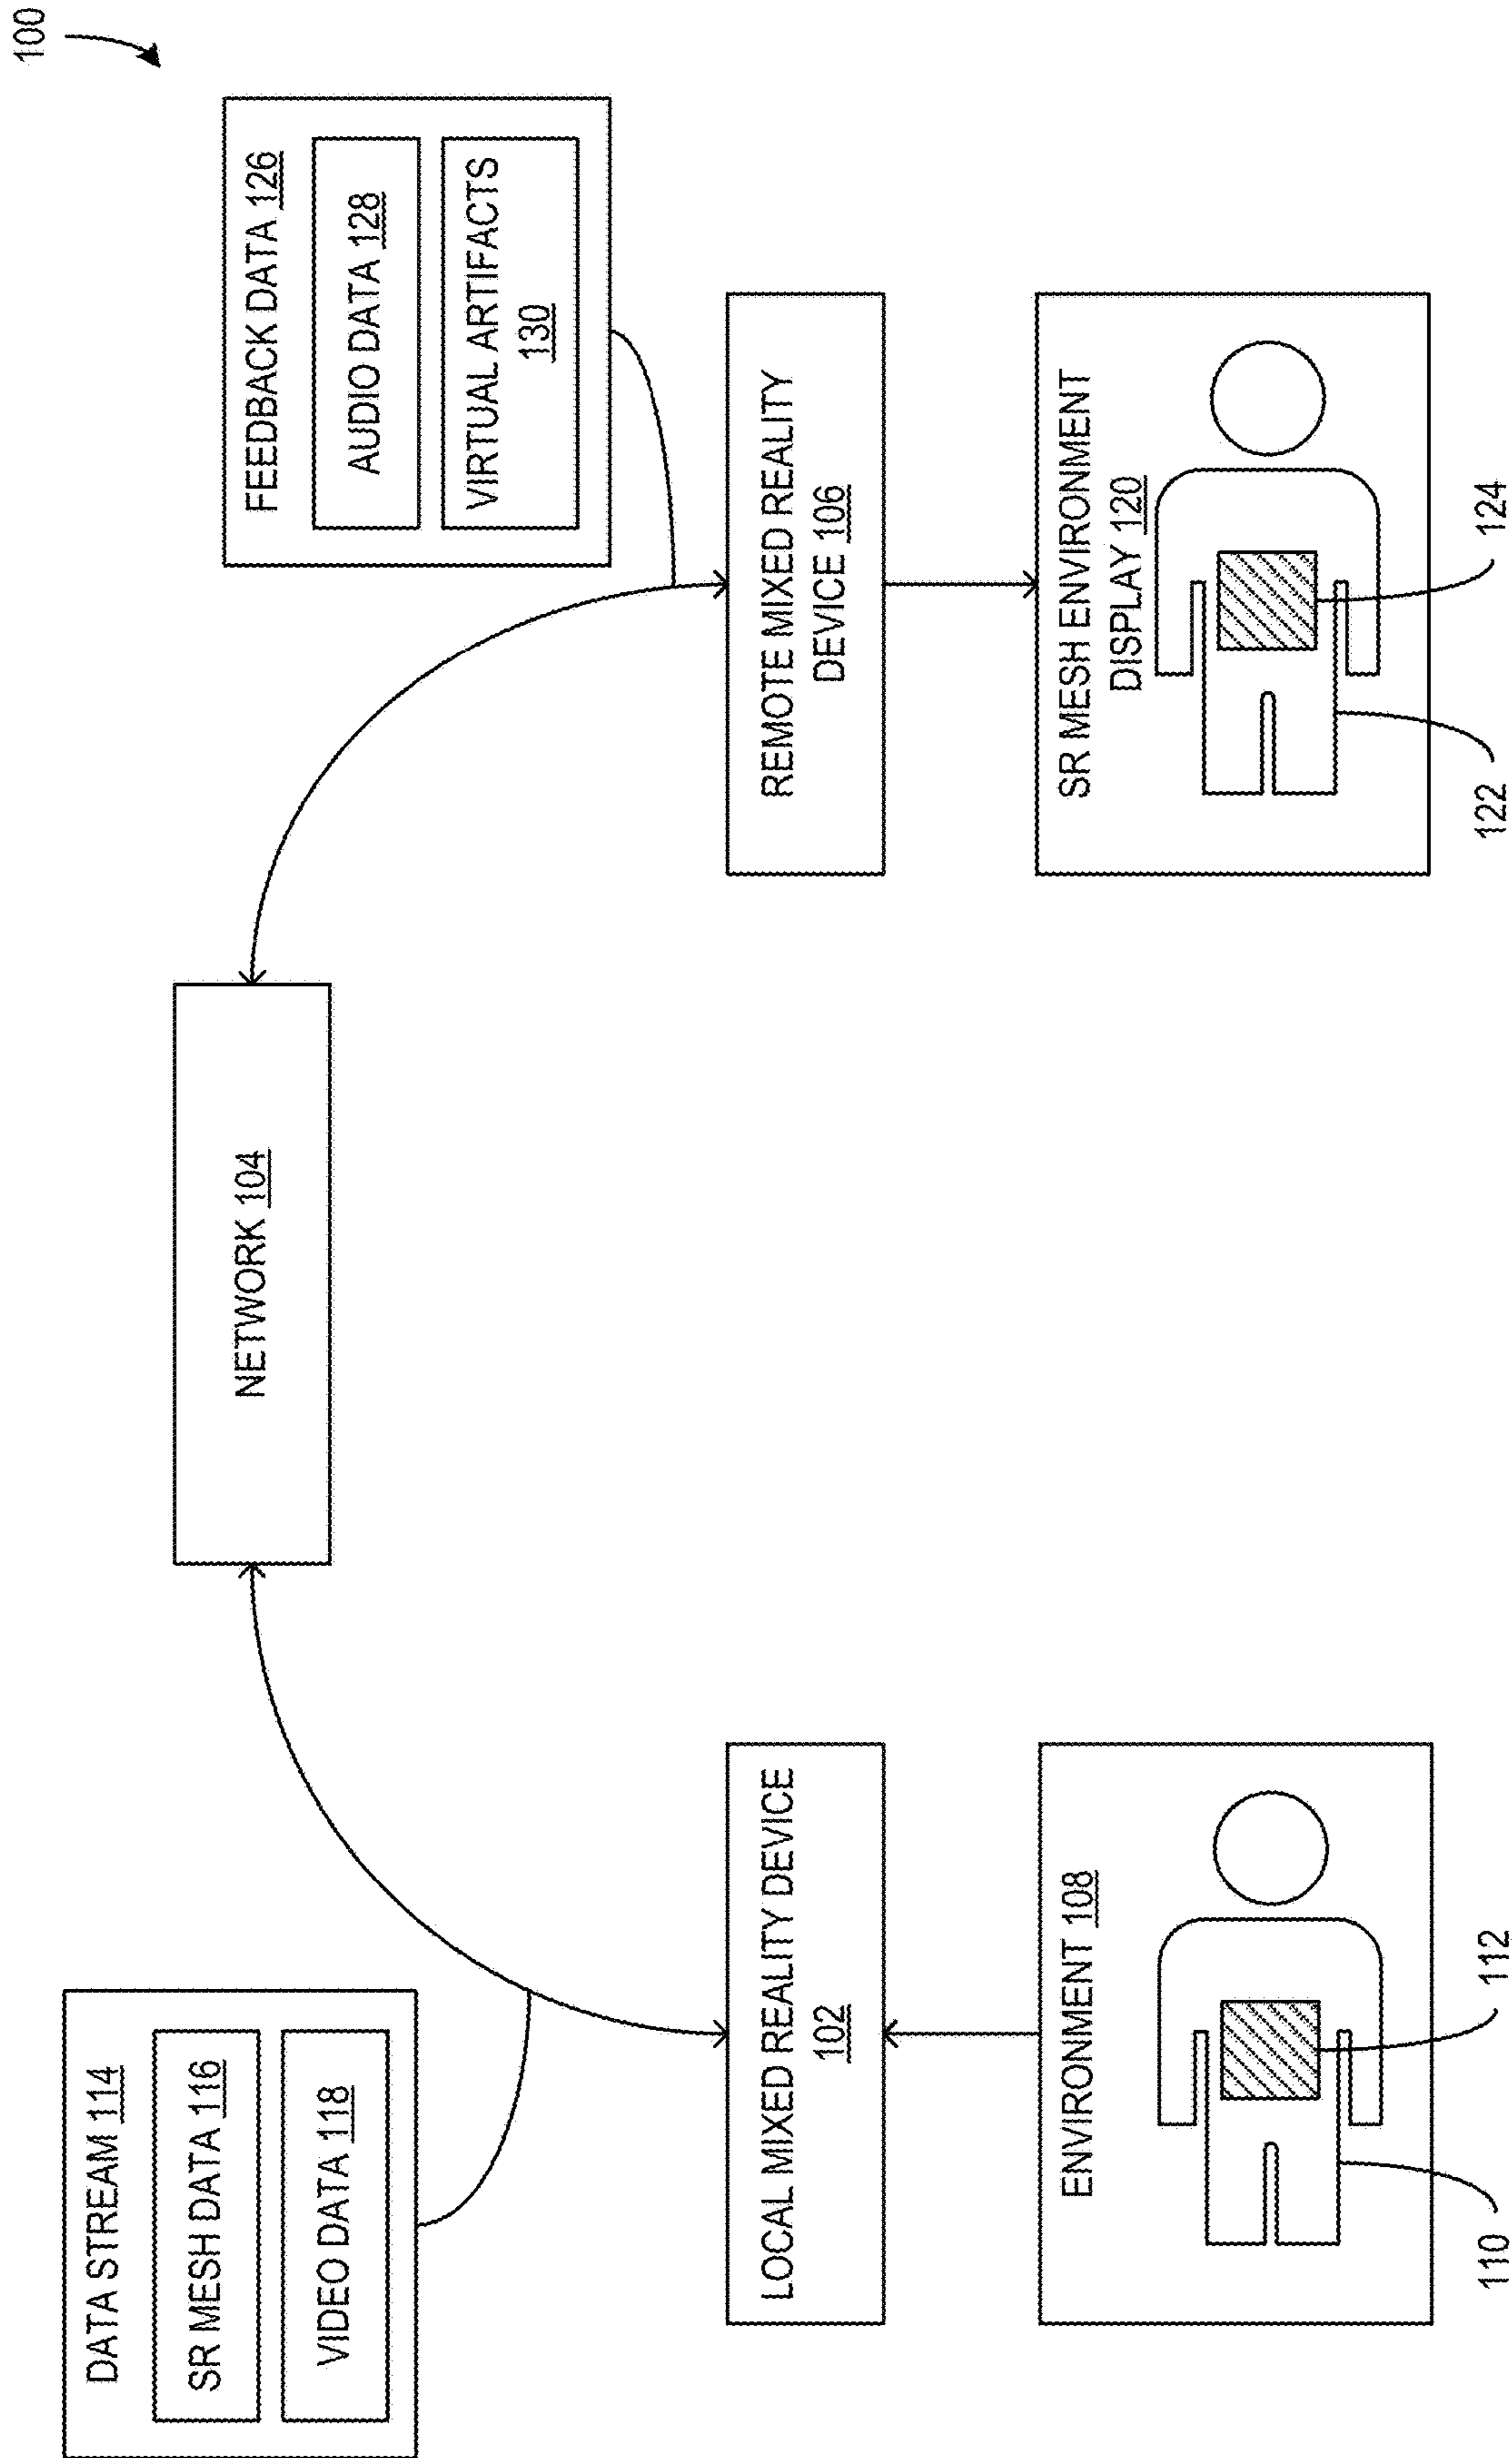 100
DATA STREAM 114
SR MESH DATA 116
VIDEO DATA 118
NETWORK 104
FEEDBACK DATA 126
AUDIO DATA 128
VIRTUAL ARTIFACTS
130
LOCAL MIXED REALITY DEVICE
102
REMOTE MIXED REALITY
DEVICE 106
ENVIRONMENT 108
110
112
SR MESH ENVIRONMENT
DISPLAY 120
122
124